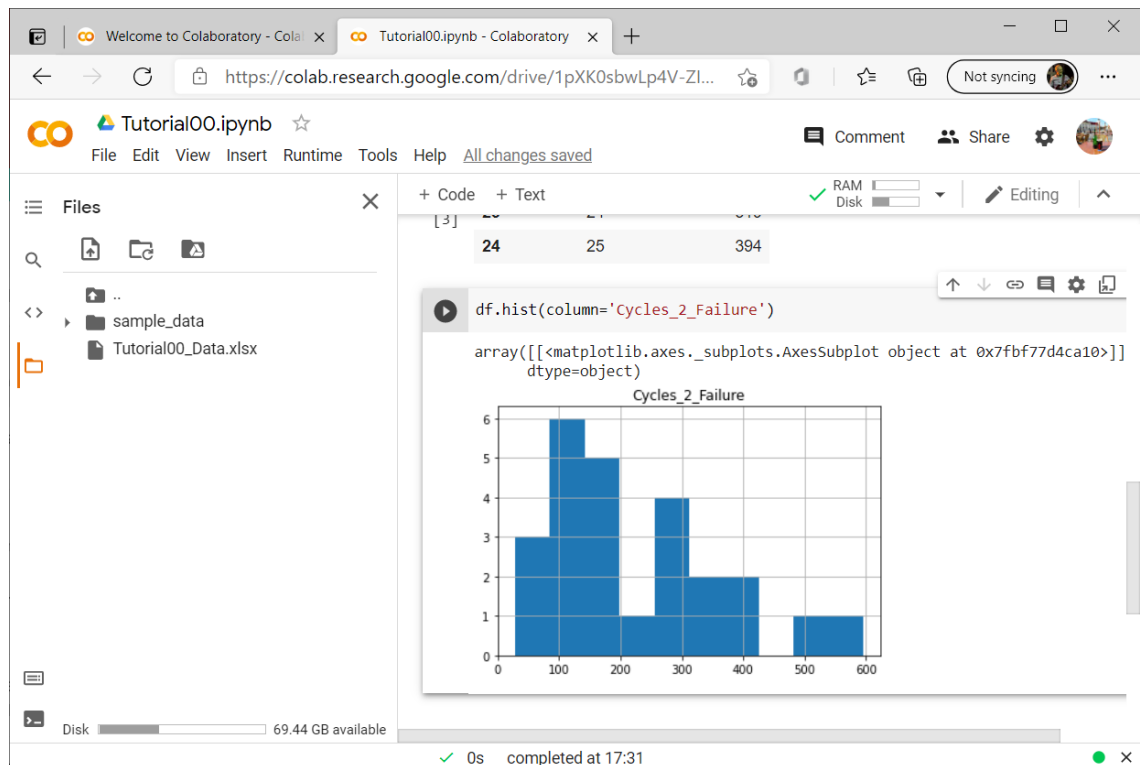 Welcome to Colaboratory - Cola
Tutorial00.ipynb - Colaboratory
https://colab.research.google.com/drive/1pXK0sbwLp4V-ZI...
Not syncing
Tutorial00.ipynb
File Edit View Insert Runtime Tools Help All changes saved
Comment
Share
Files
..
sample_data
Tutorial00_Data.xlsx
Disk
69.44 GB available
+ Code + Text
RAM
Disk
Editing
[3]
24 25 394
df.hist(column='Cycles_2_Failure')
array([[<matplotlib.axes._subplots.AxesSubplot object at 0x7fbf77d4ca10>]]
dtype=object)
Cycles_2_Failure
6
5
4
3
2
1
0
0 100 200 300 400 500 600
0s completed at 17:31